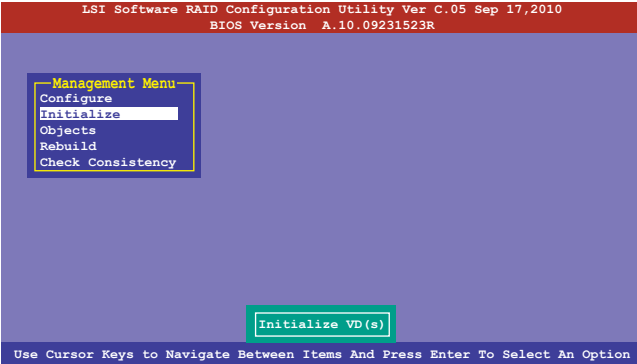 LSI Software RAID Configuration Utility Ver C.05 Sep 17,2010
BIOS Version A.10.09231523R
Management Menu
Configure
Initialize
Objects
Rebuild
Check Consistency
Initialize VD(s)
Use Cursor Keys to Navigate Between Items And Press Enter To Select An Option